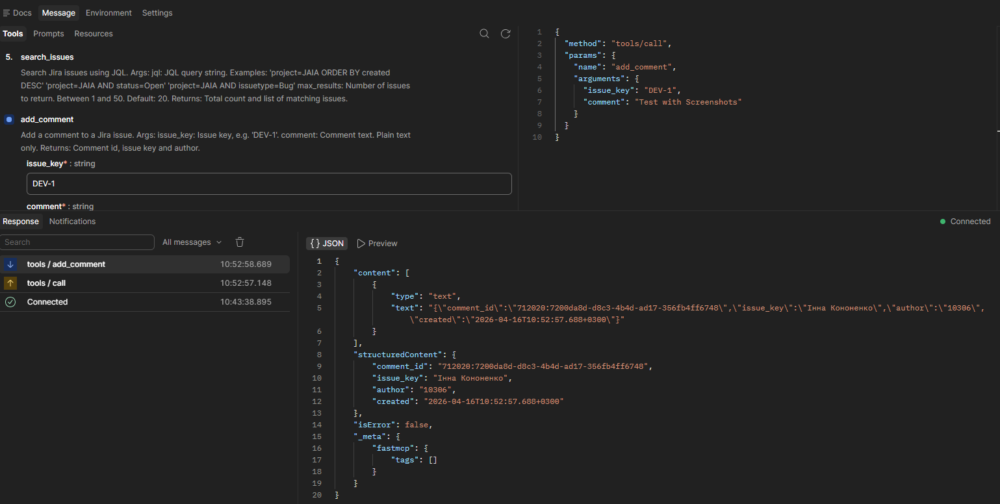 Docs Message Environment Settings
Tools Prompts Resources
5. search_issues
Search Jira issues using JQL. Args: jql: JQL query string. Examples: 'project=JAIA ORDER BY created
DESC' 'project=JAIA AND status=Open' 'project=JAIA AND issuetype=Bug' max_results: Number of issues
to return. Between 1 and 50. Default: 20. Returns: Total count and list of matching issues.
add_comment
Add a comment to a Jira issue. Args: issue_key: Issue key, e.g. 'DEV-1'. comment: Comment text. Plain text
only. Returns: Comment id, issue key and author.
issue_key* : string
DEV-1
comment* : string
1 {
2 "method": "tools/call",
3 "params": {
4 "name": "add_comment",
5 "arguments": {
6 "issue_key": "DEV-1",
7 "comment": "Test with Screenshots"
8 }
9 }
10 }
Response Notifications
Connected
Search All messages
tools / add_comment 10:52:58.689
tools / call 10:52:57.148
Connected 10:43:38.895
{} JSON Preview
1 {
2 "content": [
3 {
4 "type": "text",
5 "text": "{\"comment_id\":\"712020:7200da8d-d8c3-4b4d-ad17-356fb4ff6748\",\"issue_key\":\"Інна Кононенко\",\"author\":\"10306\",
\"created\":\"2026-04-16T10:52:57.688+0300\"}"
6 }
7 ],
8 "structuredContent": {
9 "comment_id": "712020:7200da8d-d8c3-4b4d-ad17-356fb4ff6748",
10 "issue_key": "Інна Кононенко",
11 "author": "10306",
12 "created": "2026-04-16T10:52:57.688+0300"
13 },
14 "isError": false,
15 "_meta": {
16 "fastmcp": {
17 "tags": []
18 }
19 }
20 }